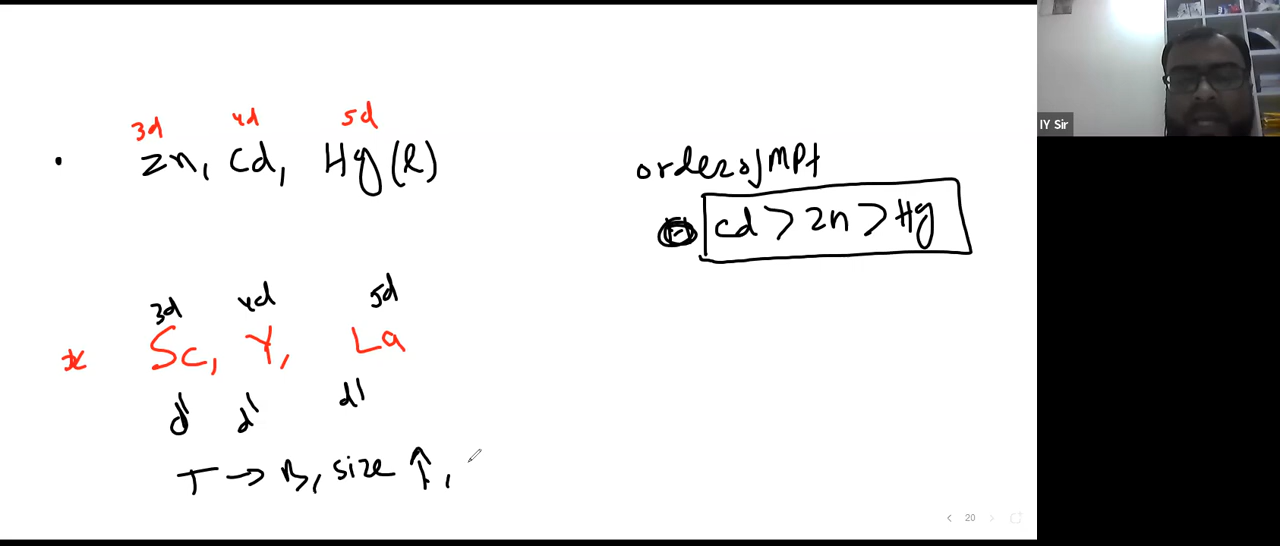 3d 4d 5d
Zn, Cd, Hg(l)
order of MPt
Cd > Zn > Hg
3d 4d 5d
Sc, Y, La
d¹ d¹ d¹
T → B, size ↑,
IY Sir
20